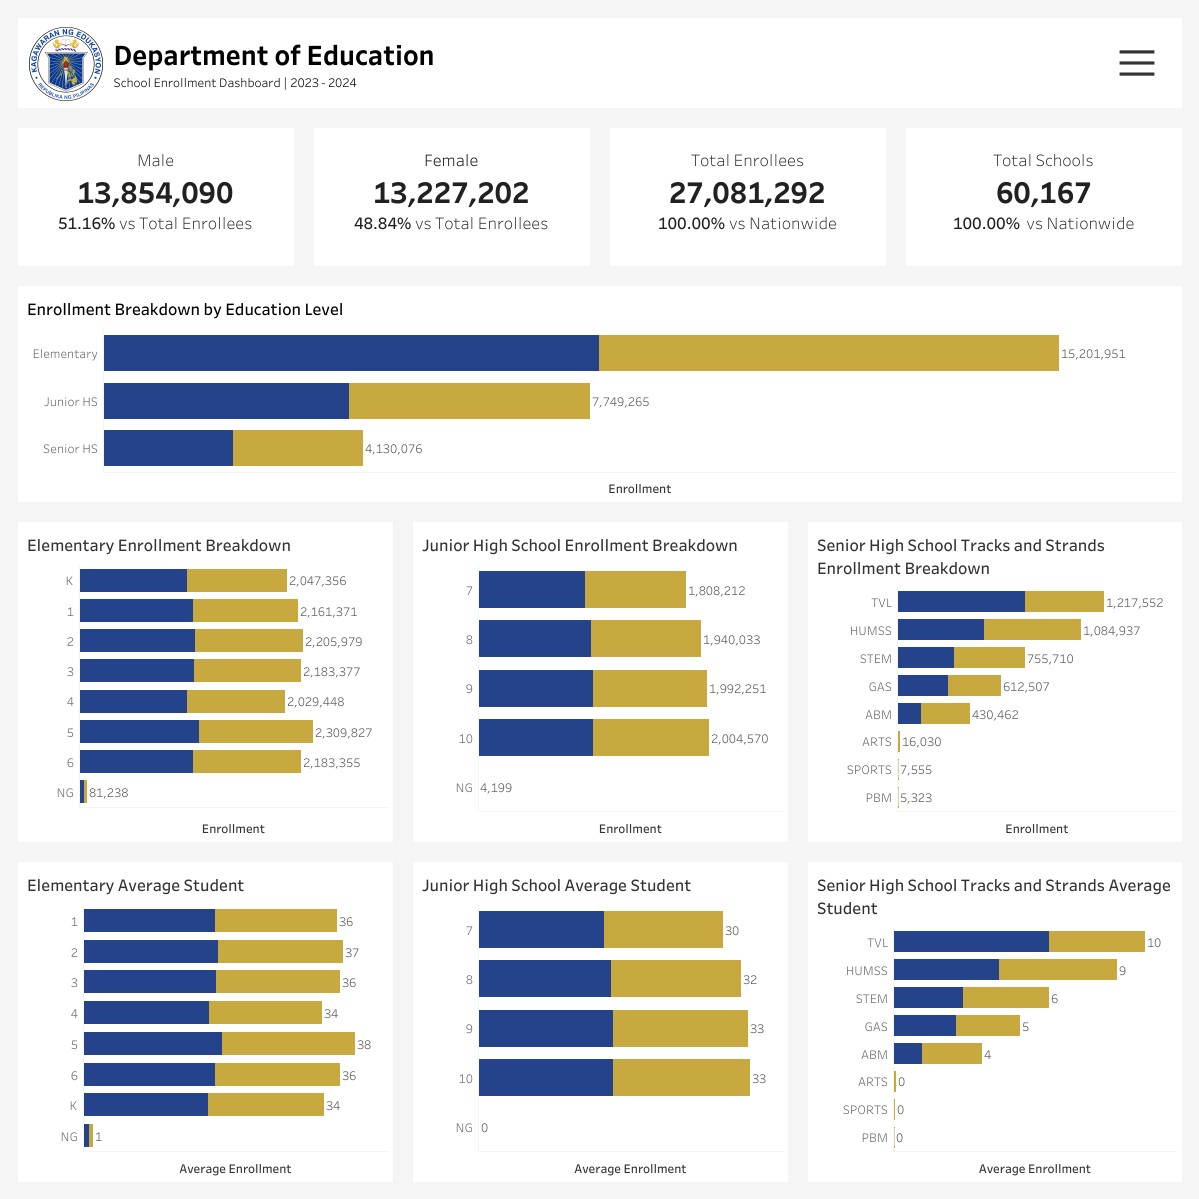 KAGAWARAN NG EDUKASYON
REPUBLIKA NG PILIPINAS
Department of Education
School Enrollment Dashboard | 2023 - 2024
Male
13,854,090
51.16% vs Total Enrollees
Female
13,227,202
48.84% vs Total Enrollees
Total Enrollees
27,081,292
100.00% vs Nationwide
Total Schools
60,167
100.00% vs Nationwide
Enrollment Breakdown by Education Level
Elementary 15,201,951
Junior HS 7,749,265
Senior HS 4,130,076
Enrollment
Elementary Enrollment Breakdown
K 2,047,356
1 2,161,371
2 2,205,979
3 2,183,377
4 2,029,448
5 2,309,827
6 2,183,355
NG 81,238
Enrollment
Junior High School Enrollment Breakdown
7 1,808,212
8 1,940,033
9 1,992,251
10 2,004,570
NG 4,199
Enrollment
Senior High School Tracks and Strands
Enrollment Breakdown
TVL 1,217,552
HUMSS 1,084,937
STEM 755,710
GAS 612,507
ABM 430,462
ARTS 16,030
SPORTS 7,555
PBM 5,323
Enrollment
Elementary Average Student
1 36
2 37
3 36
4 34
5 38
6 36
K 34
NG 1
Average Enrollment
Junior High School Average Student
7 30
8 32
9 33
10 33
NG 0
Average Enrollment
Senior High School Tracks and Strands Average
Student
TVL 10
HUMSS 9
STEM 6
GAS 5
ABM 4
ARTS 0
SPORTS 0
PBM 0
Average Enrollment